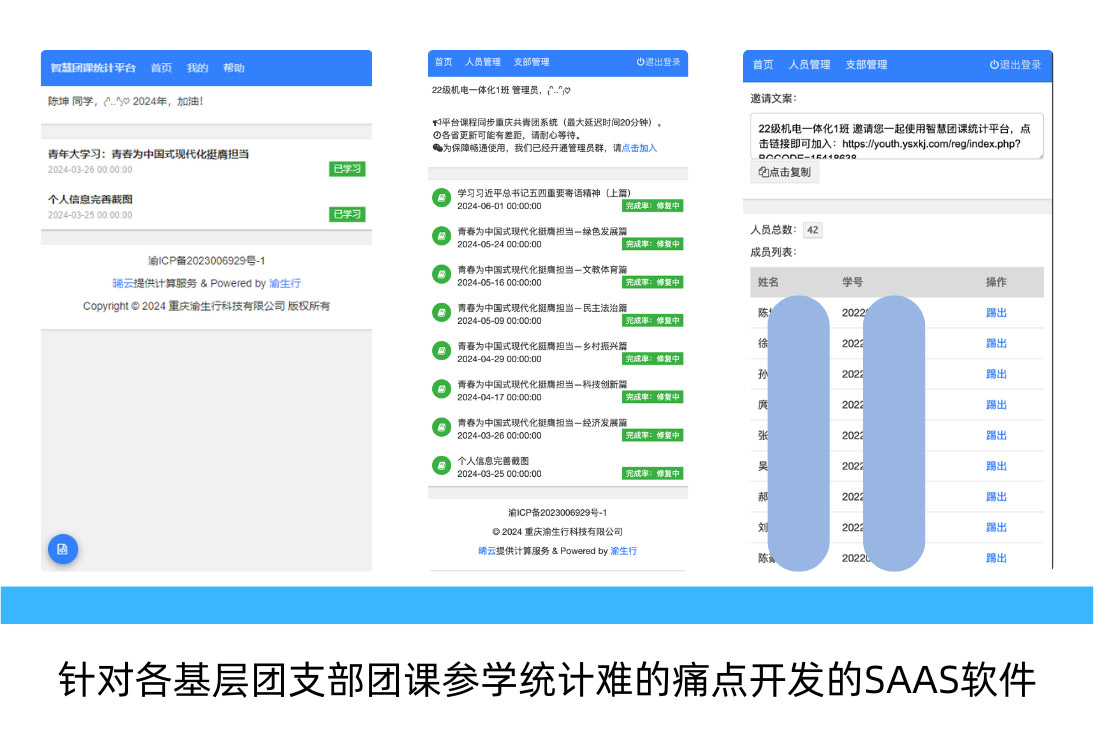 智慧团课统计平台 首页 我的 帮助
陈坤 同学，₍ᐢ..ᐢ₎♡ 2024年，加油！
青年大学习：青春为中国式现代化挺膺担当
2024-03-26 00:00:00
已学习
个人信息完善截图
2024-03-25 00:00:00
已学习
渝ICP备2023006929号-1
晞云提供计算服务 & Powered by 渝生行
Copyright © 2024 重庆渝生行科技有限公司 版权所有
首页 人员管理 支部管理 退出登录
22级机电一体化1班 管理员，₍ᐢ..ᐢ₎♡
平台课程同步重庆共青团系统（最大延迟时间20分钟）。
各省更新可能有差距，请耐心等待。
为保障畅通使用，我们已经开通管理员群，请点击加入
学习习近平总书记五四重要寄语精神（上篇）
2024-06-01 00:00:00
完成率：修复中
青春为中国式现代化挺膺担当—绿色发展篇
2024-05-24 00:00:00
完成率：修复中
青春为中国式现代化挺膺担当—文教体育篇
2024-05-16 00:00:00
完成率：修复中
青春为中国式现代化挺膺担当—民主法治篇
2024-05-09 00:00:00
完成率：修复中
青春为中国式现代化挺膺担当—乡村振兴篇
2024-04-29 00:00:00
完成率：修复中
青春为中国式现代化挺膺担当—科技创新篇
2024-04-17 00:00:00
完成率：修复中
青春为中国式现代化挺膺担当—经济发展篇
2024-03-26 00:00:00
完成率：修复中
个人信息完善截图
2024-03-25 00:00:00
完成率：修复中
渝ICP备2023006929号-1
© 2024 重庆渝生行科技有限公司
晞云提供计算服务 & Powered by 渝生行
首页 人员管理 支部管理 退出登录
邀请文案：
22级机电一体化1班 邀请您一起使用智慧团课统计平台，点
击链接即可加入：https://youth.ysxkj.com/reg/index.php?
BGCODE=15418638
点击复制
人员总数： 42
成员列表：
姓名 学号 操作
陈 2022 踢出
徐 2022 踢出
孙 2022 踢出
2022 踢出
张 2022 踢出
吴 2022 踢出
郝 2022 踢出
刘 2022 踢出
陈 2022 踢出
针对各基层团支部团课参学统计难的痛点开发的SAAS软件